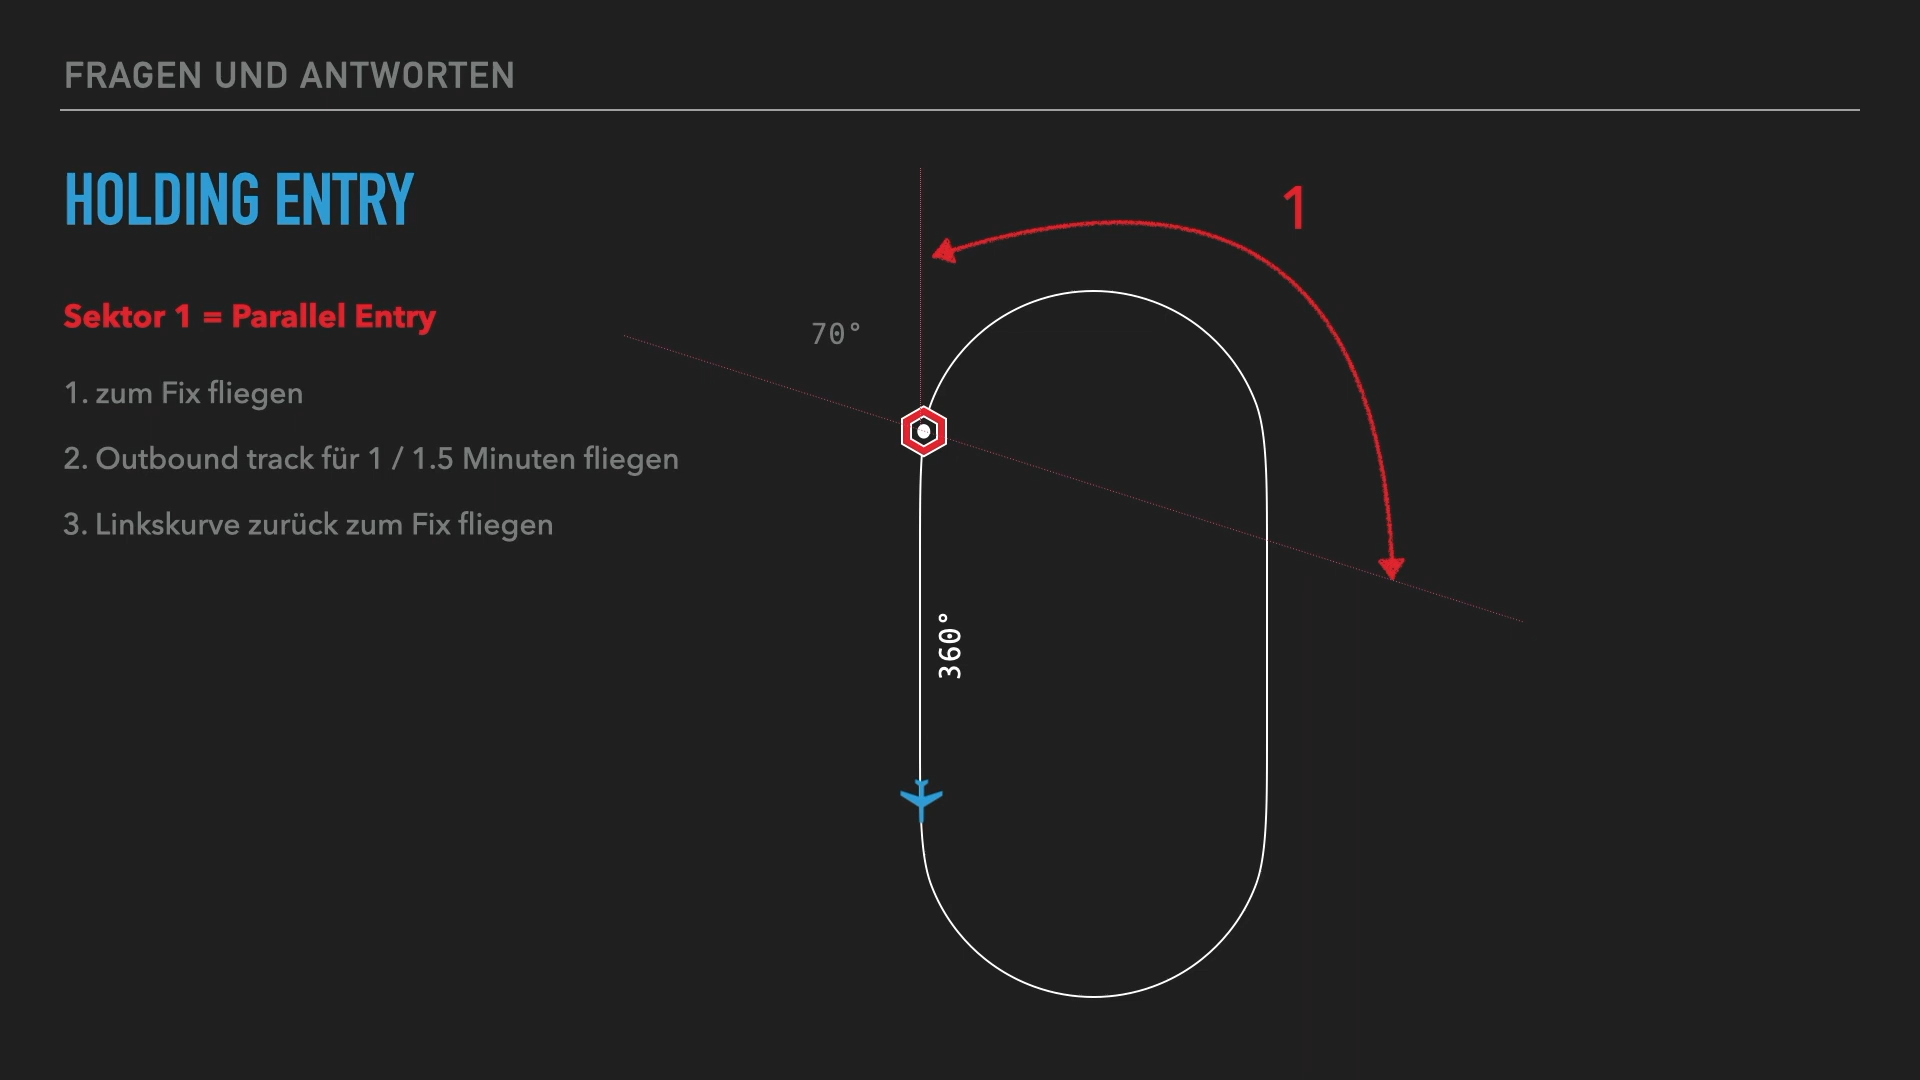 FRAGEN UND ANTWORTEN
HOLDING ENTRY
Sektor 1 = Parallel Entry
1. zum Fix fliegen
2. Outbound track für 1 / 1.5 Minuten fliegen
3. Linkskurve zurück zum Fix fliegen
1
70°
360°